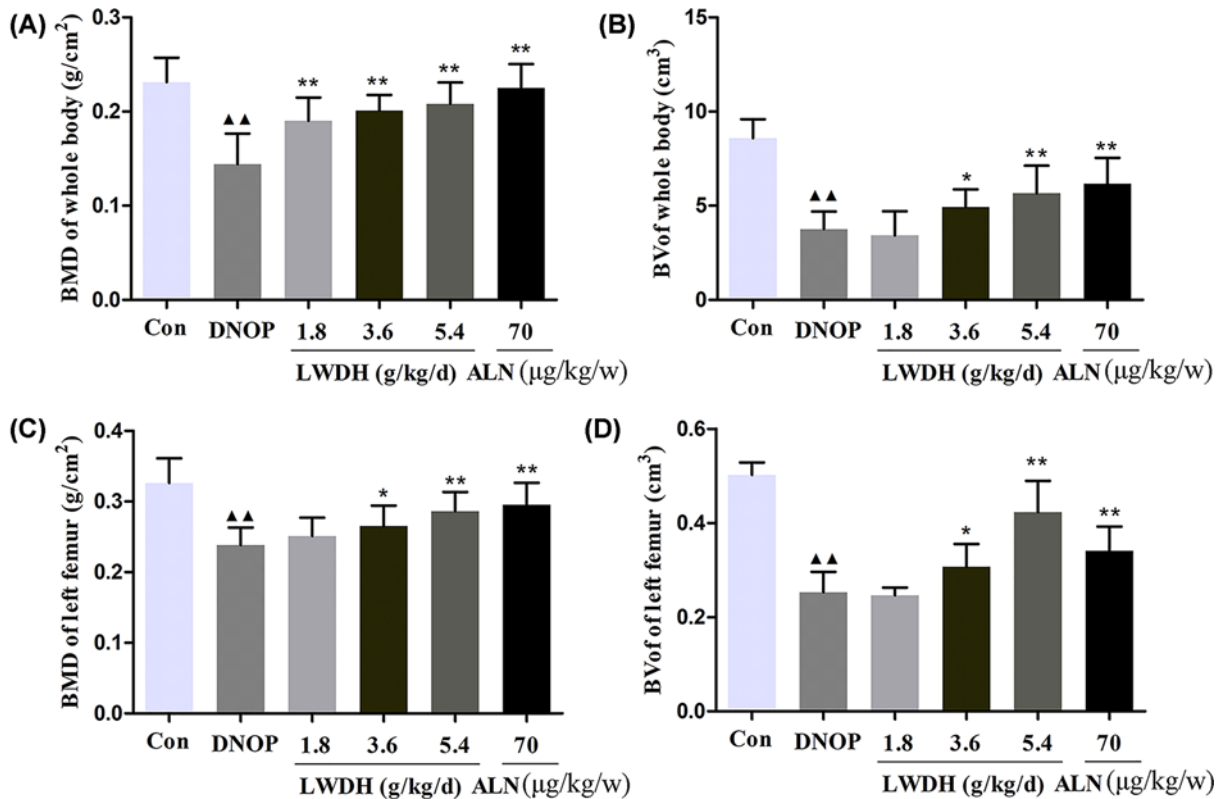 (A)
BMD of whole body (g/cm²)
0.3
0.2
0.1
0.0
▲▲
**
**
**
**
Con DNOP 1.8 3.6 5.4 70
LWDH (g/kg/d) ALN (μg/kg/w)
(B)
BVof whole body (cm³)
15
10
5
0
▲▲
*
**
**
Con DNOP 1.8 3.6 5.4 70
LWDH (g/kg/d) ALN (μg/kg/w)
(C)
BMD of left femur (g/cm²)
0.4
0.3
0.2
0.1
0.0
▲▲
*
**
**
Con DNOP 1.8 3.6 5.4 70
LWDH (g/kg/d) ALN (μg/kg/w)
(D)
BVof of left femur (cm³)
0.6
0.4
0.2
0.0
▲▲
*
**
**
Con DNOP 1.8 3.6 5.4 70
LWDH (g/kg/d) ALN (μg/kg/w)